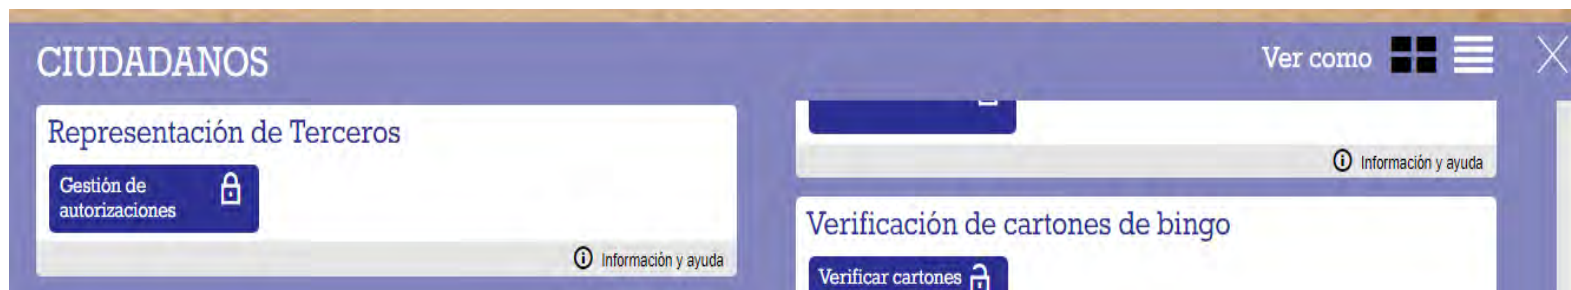 CIUDADANOS
Ver como
Representación de Terceros
Gestión de
autorizaciones
Información y ayuda
Información y ayuda
Verificación de cartones de bingo
Verificar cartones